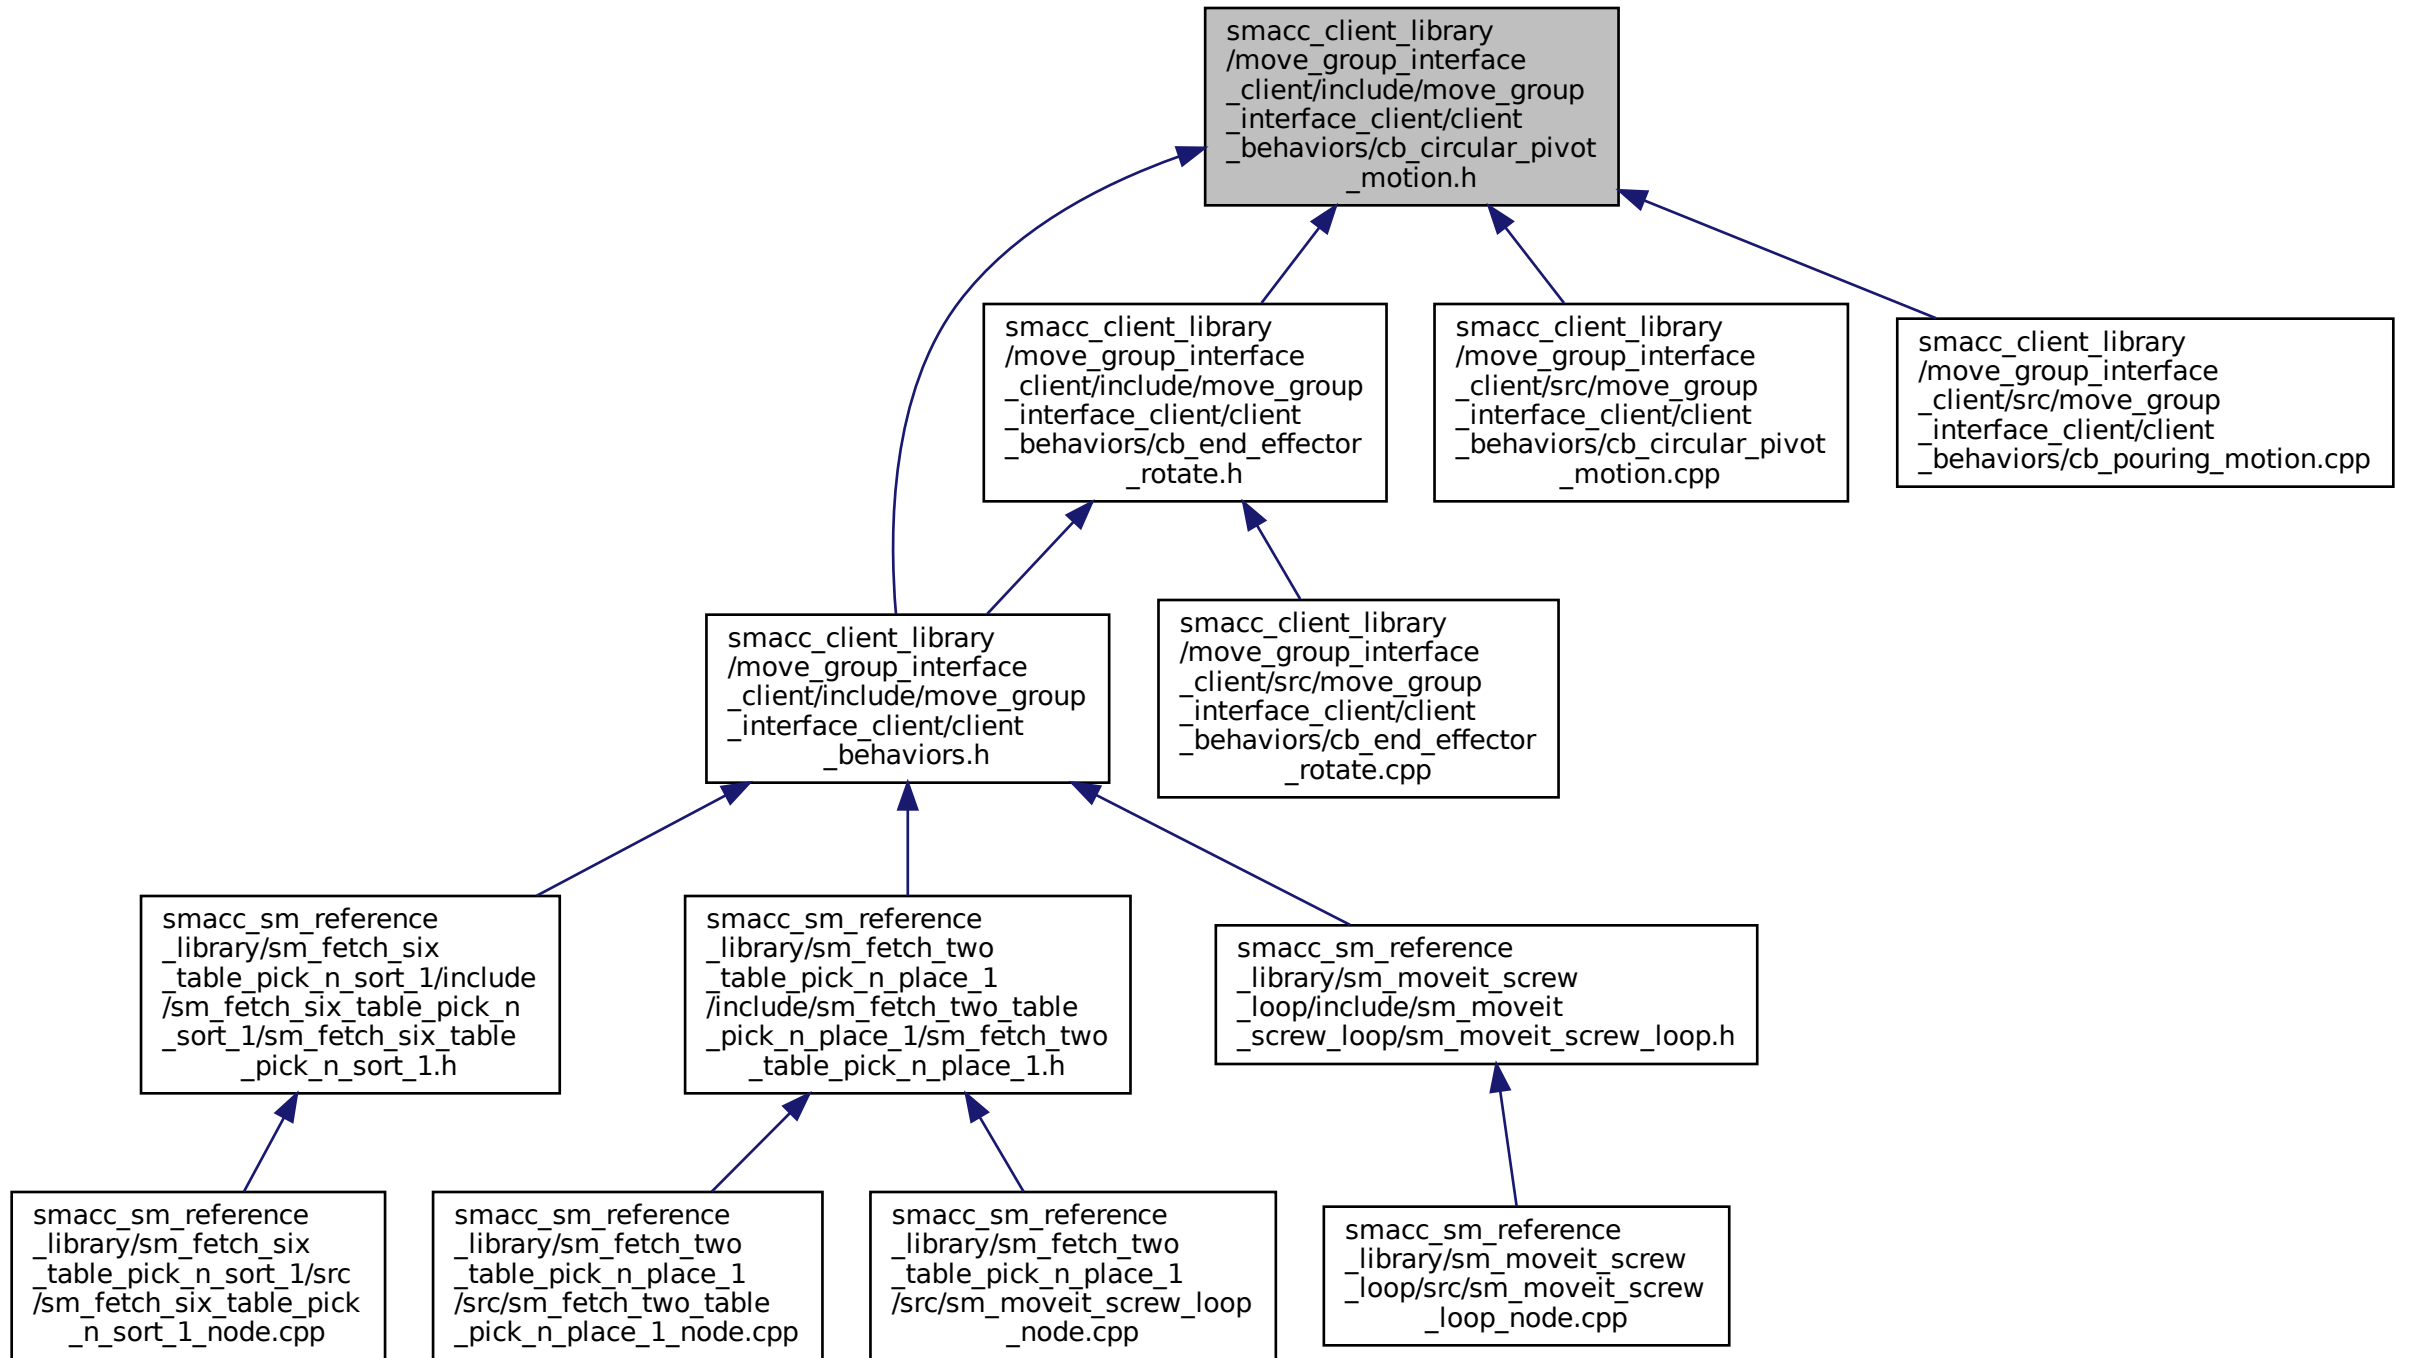 smacc_client_library
/move_group_interface
_client/include/move_group
_interface_client/client
_behaviors/cb_circular_pivot
_motion.h
smacc_client_library
/move_group_interface
_client/include/move_group
_interface_client/client
_behaviors/cb_end_effector
_rotate.h
smacc_client_library
/move_group_interface
_client/src/move_group
_interface_client/client
_behaviors/cb_circular_pivot
_motion.cpp
smacc_client_library
/move_group_interface
_client/src/move_group
_interface_client/client
_behaviors/cb_pouring_motion.cpp
smacc_client_library
/move_group_interface
_client/include/move_group
_interface_client/client
_behaviors.h
smacc_client_library
/move_group_interface
_client/src/move_group
_interface_client/client
_behaviors/cb_end_effector
_rotate.cpp
smacc_sm_reference
_library/sm_fetch_six
_table_pick_n_sort_1/include
/sm_fetch_six_table_pick_n
_sort_1/sm_fetch_six_table
_pick_n_sort_1.h
smacc_sm_reference
_library/sm_fetch_two
_table_pick_n_place_1
/include/sm_fetch_two_table
_pick_n_place_1/sm_fetch_two
_table_pick_n_place_1.h
smacc_sm_reference
_library/sm_moveit_screw
_loop/include/sm_moveit
_screw_loop/sm_moveit_screw_loop.h
smacc_sm_reference
_library/sm_fetch_six
_table_pick_n_sort_1/src
/sm_fetch_six_table_pick
_n_sort_1_node.cpp
smacc_sm_reference
_library/sm_fetch_two
_table_pick_n_place_1
/src/sm_fetch_two_table
_pick_n_place_1_node.cpp
smacc_sm_reference
_library/sm_fetch_two
_table_pick_n_place_1
/src/sm_moveit_screw_loop
_node.cpp
smacc_sm_reference
_library/sm_moveit_screw
_loop/src/sm_moveit_screw
_loop_node.cpp